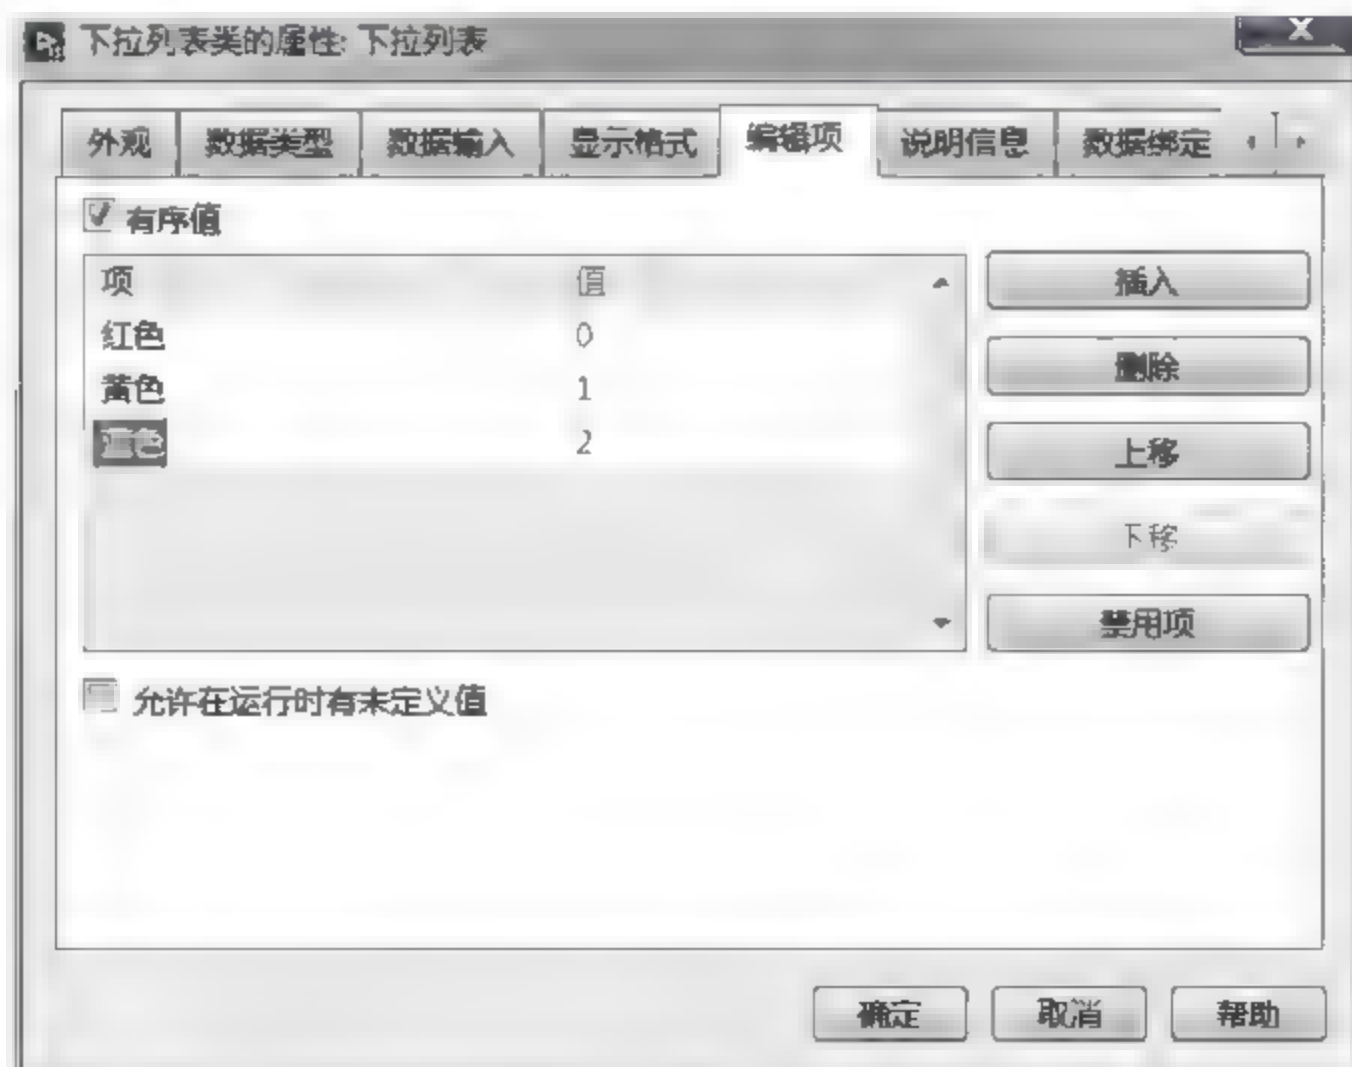 下拉列表类的属性: 下拉列表
外观 数据类型 数据输入 显示格式 编辑项 说明信息 数据绑定
有序值
项 值
红色 0
黄色 1
蓝色 2
插入
删除
上移
下移
禁用项
允许在运行时有未定义值
确定 取消 帮助